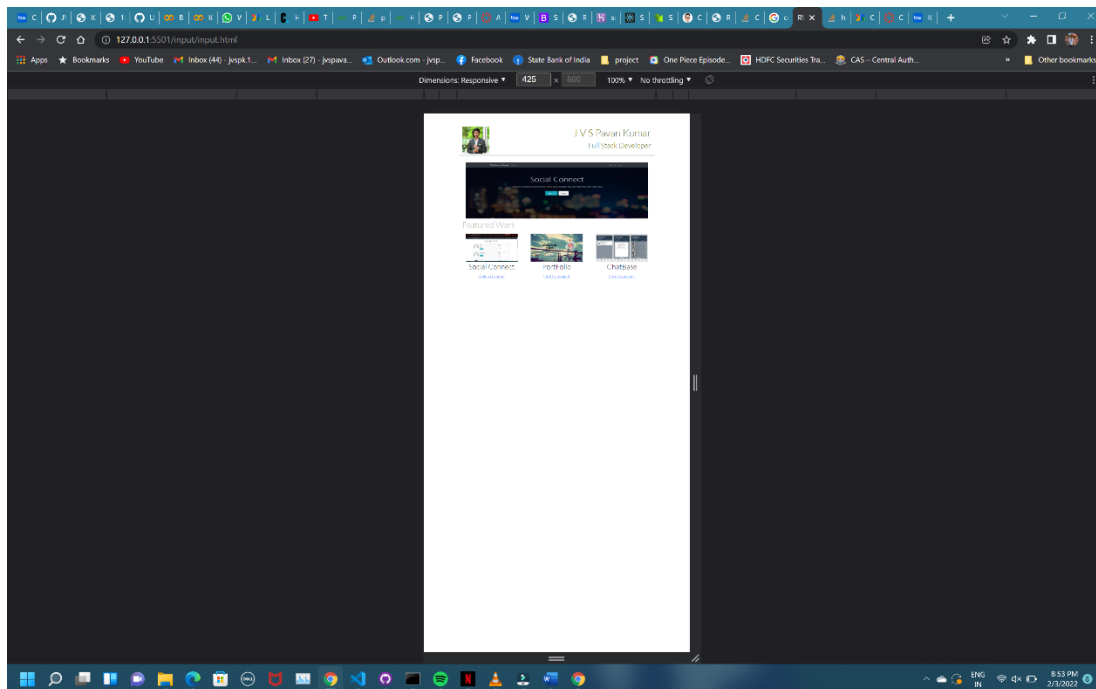 C J! K 1 U B K V L H T P p H P P A V S R s S S C R C c R\ h C C K
127.0.0.1:5501/input/input.html
Apps Bookmarks YouTube Inbox (44) - jvspk.1... Inbox (27) - jvspava... Outlook.com - jvsp... Facebook State Bank of India project One Piece Episode... HDFC Securities Tra... CAS – Central Auth... » Other bookmarks
Dimensions: Responsive 425 × 860 100% No throttling
J V S Pavan Kumar
Full Stack Developer
Social Connect
Featured Work
Social Connect Portfolio ChatBase
ENG 8:53 PM
IN 2/3/2022 6